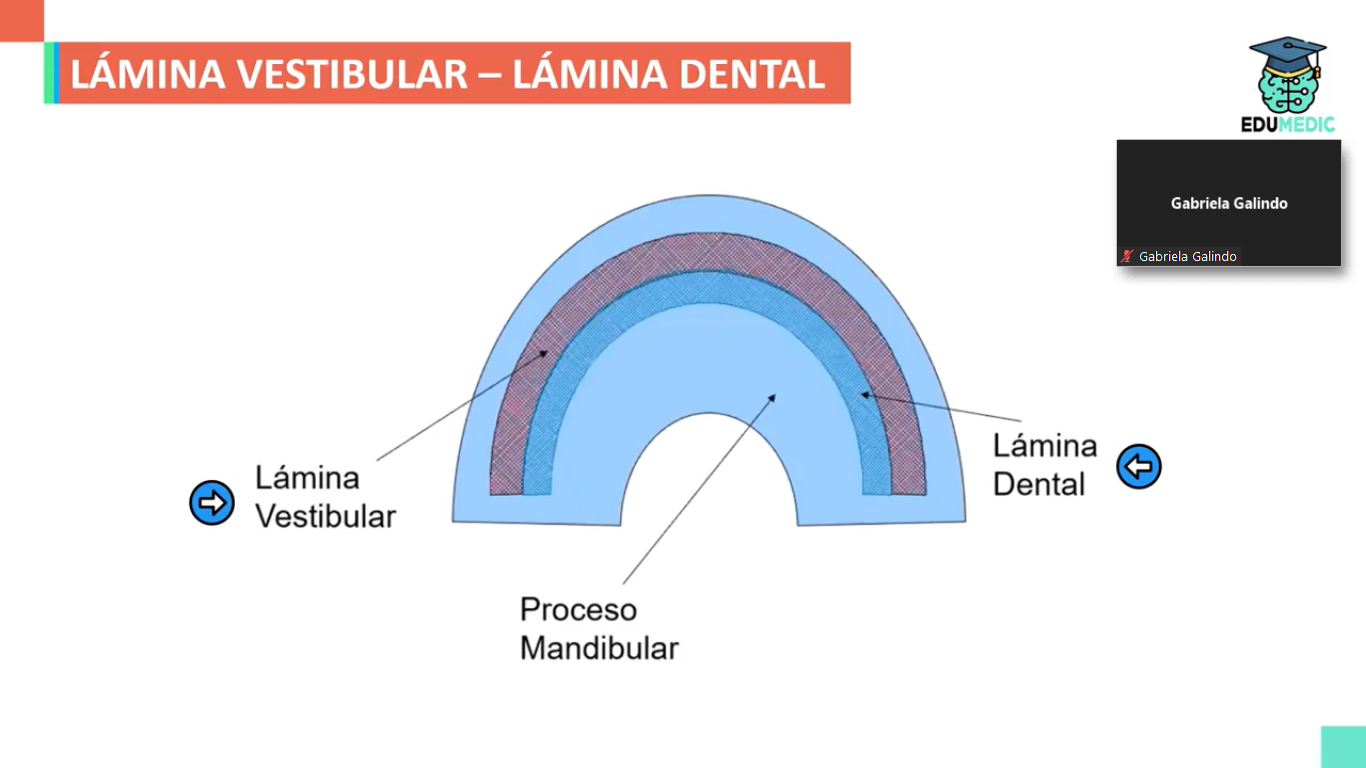 LÁMINA VESTIBULAR – LÁMINA DENTAL
EDUMEDIC
Gabriela Galindo
Gabriela Galindo
Lámina
Vestibular
Lámina
Dental
Proceso
Mandibular